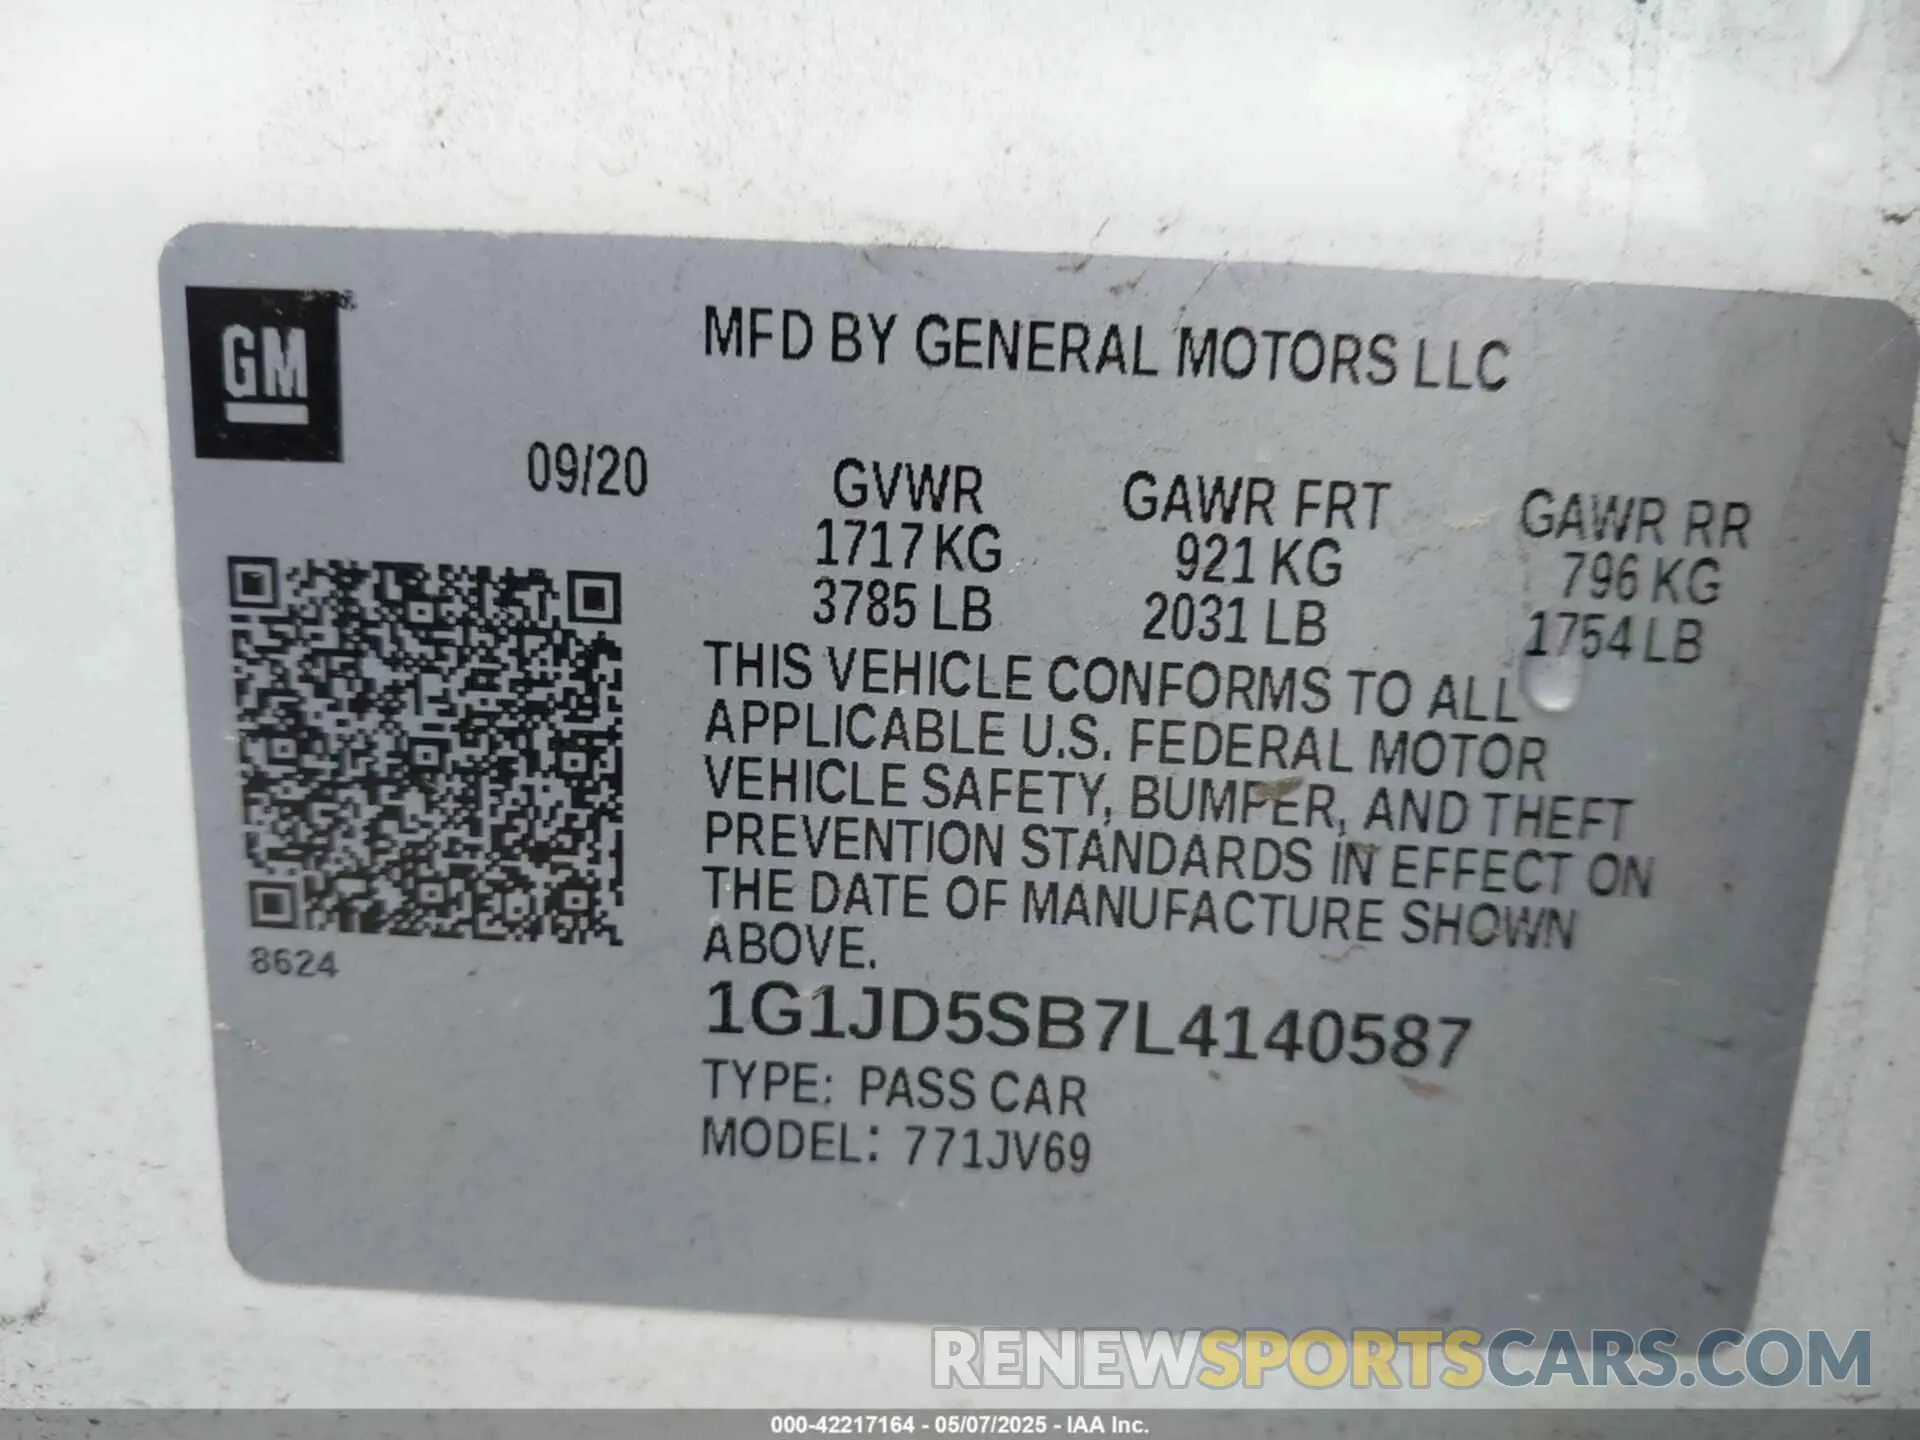 GM
MFD BY GENERAL MOTORS LLC
09/20
GVWR
1717 KG
3785 LB
GAWR FRT
921 KG
2031 LB
GAWR RR
796 KG
1754 LB
THIS VEHICLE CONFORMS TO ALL
APPLICABLE U.S. FEDERAL MOTOR
VEHICLE SAFETY, BUMPER, AND THEFT
PREVENTION STANDARDS IN EFFECT ON
THE DATE OF MANUFACTURE SHOWN
ABOVE.
8624
1G1JD5SB7L4140587
TYPE: PASS CAR
MODEL: 771JV69
RENEWSPORTSCARS.COM
000-42217164 - 05/07/2025 - IAA Inc.